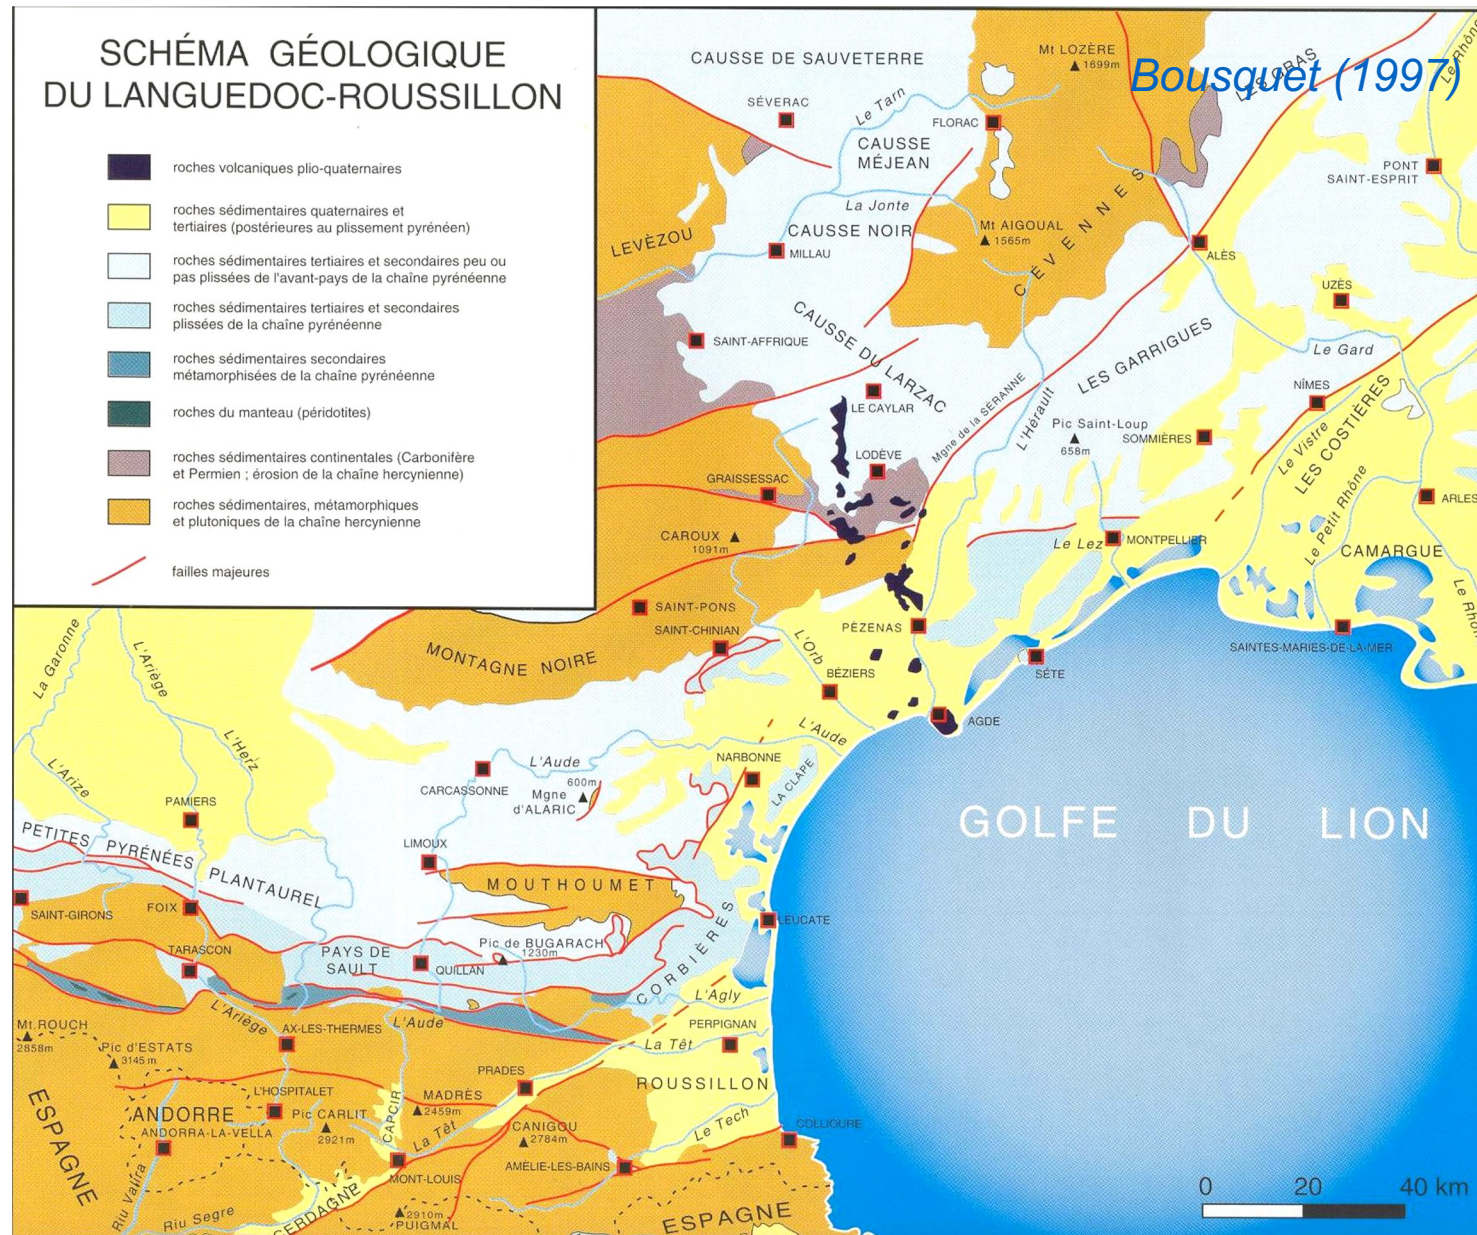 SCHÉMA GÉOLOGIQUE
DU LANGUEDOC-ROUSSILLON
roches volcaniques plio-quaternaires
roches sédimentaires quaternaires et
tertiaires (postérieures au plissement pyrénéen)
roches sédimentaires tertiaires et secondaires peu ou
pas plissées de l'avant-pays de la chaîne pyrénéenne
roches sédimentaires tertiaires et secondaires
plissées de la chaîne pyrénéenne
roches sédimentaires secondaires
métamorphisées de la chaîne pyrénéenne
roches du manteau (péridotites)
roches sédimentaires continentales (Carbonifère
et Permien ; érosion de la chaîne hercynienne)
roches sédimentaires, métamorphiques
et plutoniques de la chaîne hercynienne
failles majeures
Bousquet (1997)
CAUSSE DE SAUVETERRE
Mt LOZÈRE
1699m
Le Rhône
SÉVERAC
Le Tarn
FLORAC
CAUSSE
MÉJEAN
PONT
SAINT-ESPRIT
La Jonte
LEVÈZOU
CAUSSE NOIR
MILLAU
Mt AIGOUAL
1565m
CÉVENNES
ALÈS
UZÈS
CAUSSE DU LARZAC
SAINT-AFFRIQUE
LES GARRIGUES
Le Gard
NÎMES
LE CAYLAR
Mgne de la SÉRANNE
L'Hérault
Pic Saint-Loup
658m
SOMMIÈRES
Le Vistre
LES COSTIÈRES
LODÈVE
GRAISSESSAC
Le Petit Rhône
ARLES
CAROUX
1091m
Le Lez
MONTPELLIER
CAMARGUE
Le Rhôn
SAINT-PONS
SAINT-CHINIAN
MONTAGNE NOIRE
L'Orb
PÈZENAS
BÉZIERS
SÈTE
SAINTES-MARIES-DE-LA-MER
AGDE
La Garonne
L'Ariège
L'Herz
L'Arize
L'Aude
L'Aude
NARBONNE
LA CLAPE
CARCASSONNE
600m
Mgne
d'ALARIC
PAMIERS
GOLFE DU LION
PETITES PYRÉNÉES PLANTAUREL
LIMOUX
MOUTHOUMET
SAINT-GIRONS
FOIX
LEUCATE
TARASCON
PAYS DE
SAULT
QUILLAN
Pic de BUGARACH
1230m
CORBIÈRES
L'Agly
L'Ariège
Mt.ROUCH
2858m
AX-LES-THERMES
L'Aude
PERPIGNAN
La Têt
Pic d'ESTATS
3145 m
PRADES
ROUSSILLON
L'HOSPITALET
ANDORRE
ANDORRA-LA-VELLA
Pic CARLIT
2921m
CAPCIR
MADRÈS
2459m
La Têt
CANIGOU
2784m
Le Tech
COLLIOURE
AMÈLIE-LES-BAINS
MONT-LOUIS
ESPAGNE
Riu Valira
Riu Segre
CERDAGNE
2910m
PUIGMAL
ESPAGNE
0 20 40 km